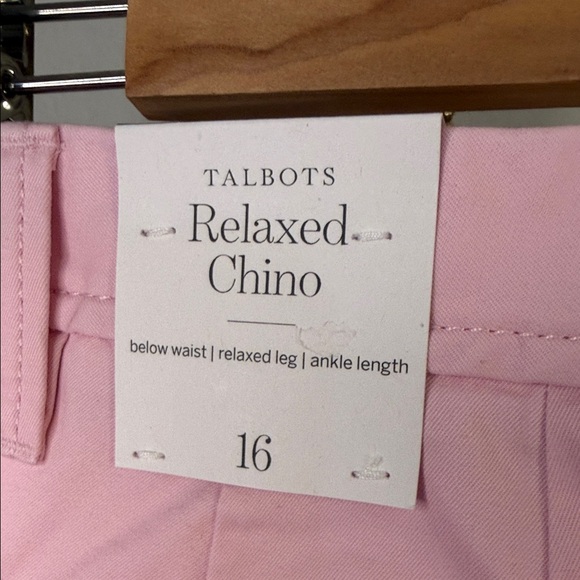 TALBOTS
Relaxed
Chino
below waist | relaxed leg | ankle length
16